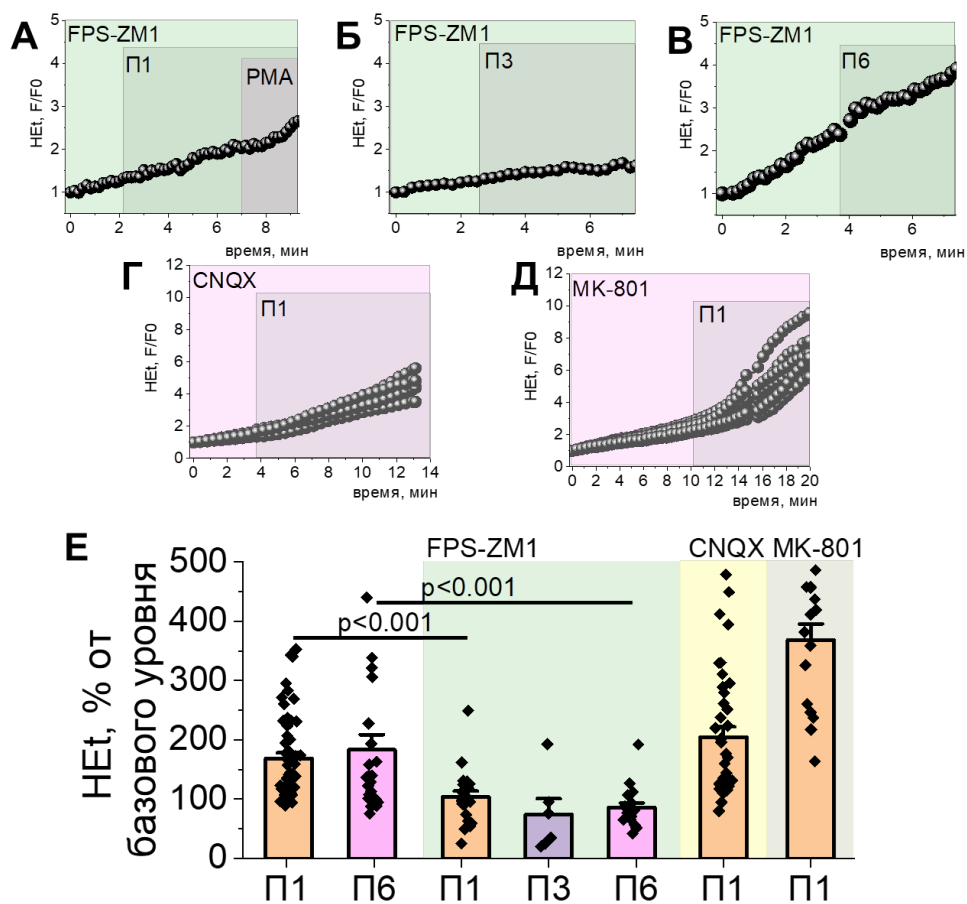 А
FPS-ZM1
П1
PMA
HEt, F/F0
5
4
3
2
1
0 2 4 6 8
время, мин
Б
FPS-ZM1
П3
HEt, F/F0
5
4
3
2
1
0 2 4 6
время, мин
В
FPS-ZM1
П6
HEt, F/F0
5
4
3
2
1
0 2 4 6
время, мин
Г
CNQX
П1
HEt, F/F0
12
10
8
6
4
2
0
0 2 4 6 8 10 12 14
время, мин
Д
MK-801
П1
HEt, F/F0
12
10
8
6
4
2
0
0 2 4 6 8 10 12 14 16 18 20
время, мин
Е
FPS-ZM1 CNQX MK-801
p<0.001
p<0.001
HEt, % от
базового уровня
500
400
300
200
100
0
П1 П6 П1 П3 П6 П1 П1